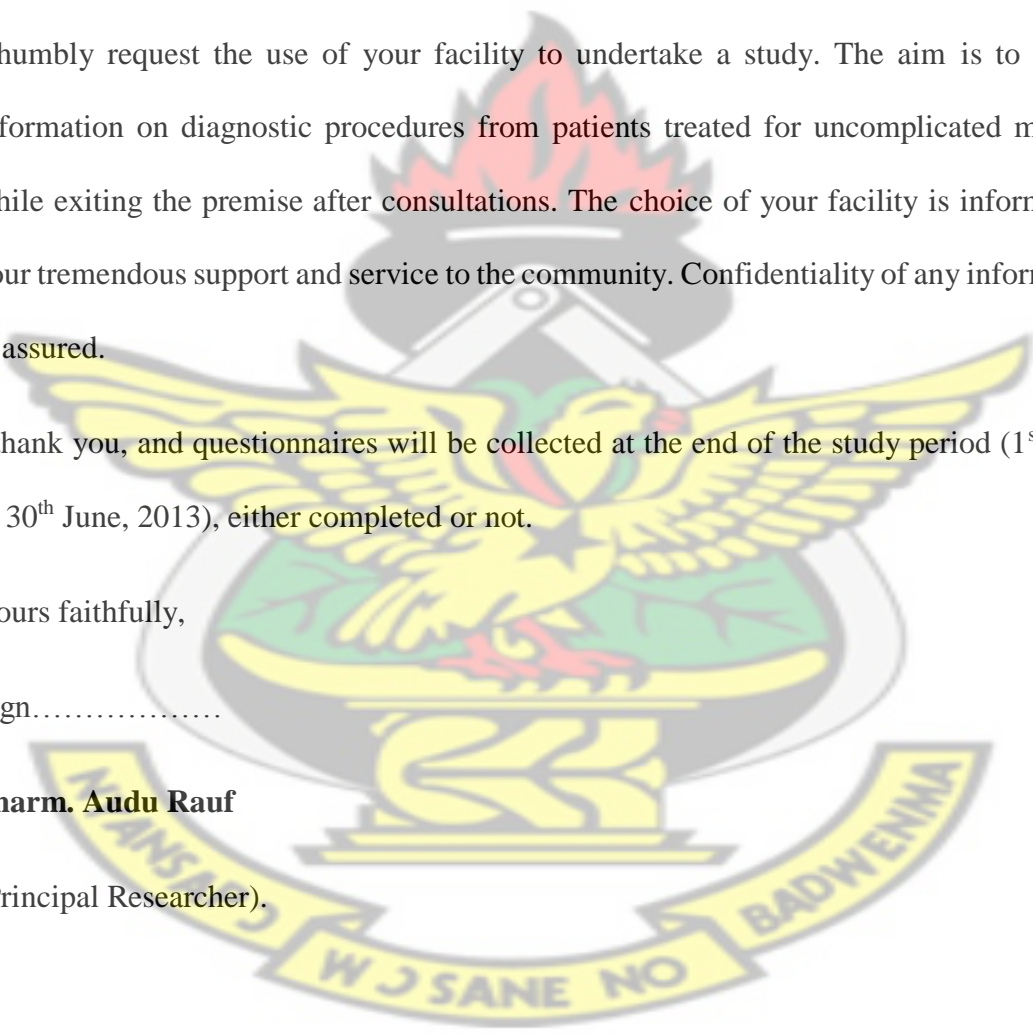 humbly request the use of your facility to undertake a study. The aim is to
formation on diagnostic procedures from patients treated for uncomplicated m
hile exiting the premise after consultations. The choice of your facility is inform
our tremendous support and service to the community. Confidentiality of any inform
assured.
hank you, and questionnaires will be collected at the end of the study period (1s
30th June, 2013), either completed or not.
ours faithfully,
gn………………
harm. Audu Rauf
Principal Researcher).
NYANSAPƆ
BADWENMA
W Ɔ SANE NO